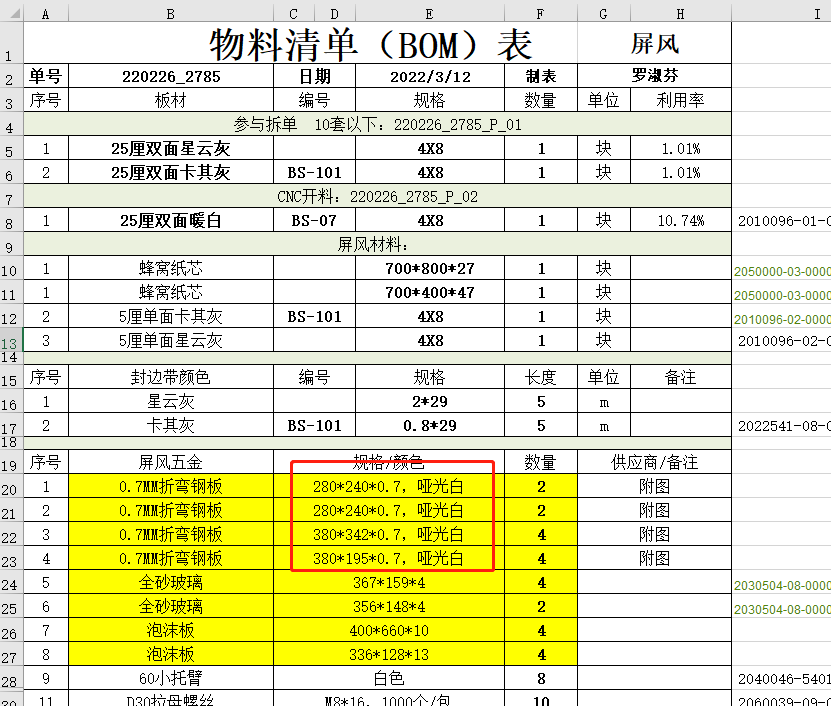 A B C D E F G H I
1 物料清单（BOM）表 屏风
2 单号 220226_2785 日期 2022/3/12 制表 罗淑芬
3 序号 板材 编号 规格 数量 单位 利用率
4 参与拆单 10套以下：220226_2785_P_01
5 1 25厘双面星云灰 4X8 1 块 1.01%
6 2 25厘双面卡其灰 BS-101 4X8 1 块 1.01%
7 CNC开料：220226_2785_P_02
8 1 25厘双面暖白 BS-07 4X8 1 块 10.74% 2010096-01-0
9 屏风材料：
10 1 蜂窝纸芯 700*800*27 1 块 2050000-03-0000
11 1 蜂窝纸芯 700*400*47 1 块 2050000-03-0000
12 2 5厘单面卡其灰 BS-101 4X8 1 块 2010096-02-0000
13 3 5厘单面星云灰 4X8 1 块 2010096-02-0
14
15 序号 封边带颜色 编号 规格 长度 单位 备注
16 1 星云灰 2*29 5 m
17 2 卡其灰 BS-101 0.8*29 5 m 2022541-08-0
18
19 序号 屏风五金 规格/颜色 数量 供应商/备注
20 1 0.7MM折弯钢板 280*240*0.7，哑光白 2 附图
21 2 0.7MM折弯钢板 280*240*0.7，哑光白 2 附图
22 3 0.7MM折弯钢板 380*342*0.7，哑光白 4 附图
23 4 0.7MM折弯钢板 380*195*0.7，哑光白 4 附图
24 5 全砂玻璃 367*159*4 4 2030504-08-0000
25 6 全砂玻璃 356*148*4 2 2030504-08-0000
26 7 泡沫板 400*660*10 4
27 8 泡沫板 336*128*13 4
28 9 60小托臂 白色 8 2040046-5401
11 D30拉母螺丝 M8*16，1000个/包 10 2060039-09-0